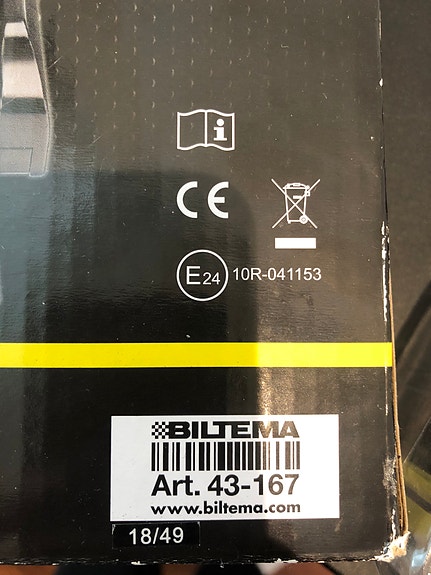 i
CE
E24 10R-041153
BILTEMA
Art. 43-167
www.biltema.com
18/49